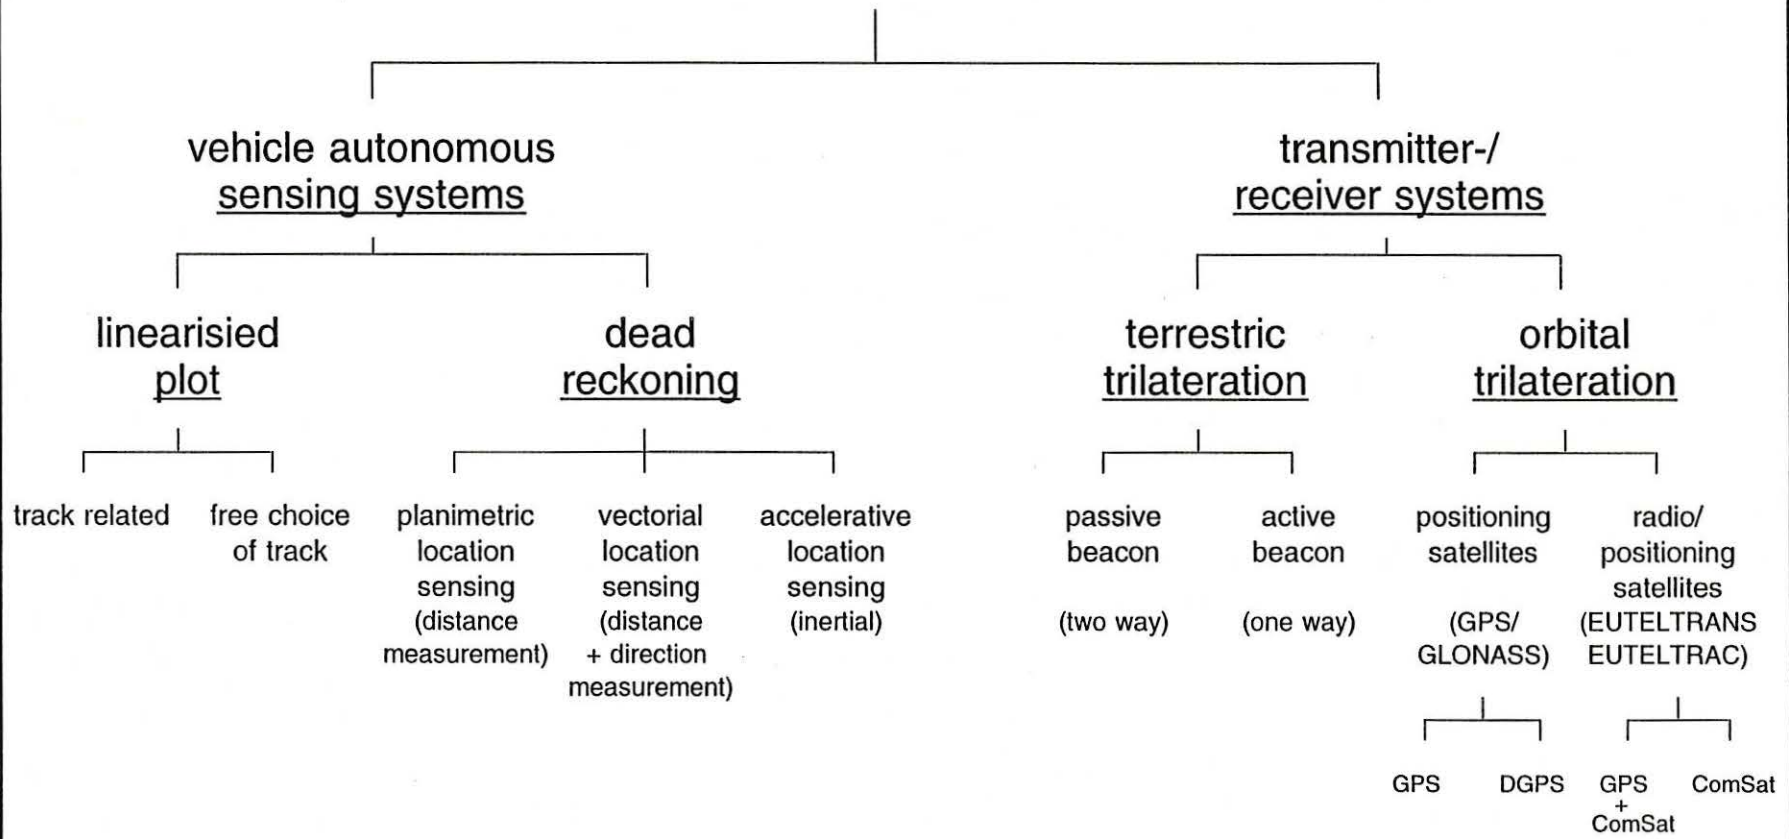 vehicle autonomous
sensing systems
transmitter-/
receiver systems
linearisied
plot
dead
reckoning
terrestric
trilateration
orbital
trilateration
track related
free choice
of track
planimetric
location
sensing
(distance
measurement)
vectorial
location
sensing
(distance
+ direction
measurement)
accelerative
location
sensing
(inertial)
passive
beacon
(two way)
active
beacon
(one way)
positioning
satellites
(GPS/
GLONASS)
radio/
positioning
satellites
(EUTELTRANS
EUTELTRAC)
GPS
DGPS
GPS
+
ComSat
ComSat